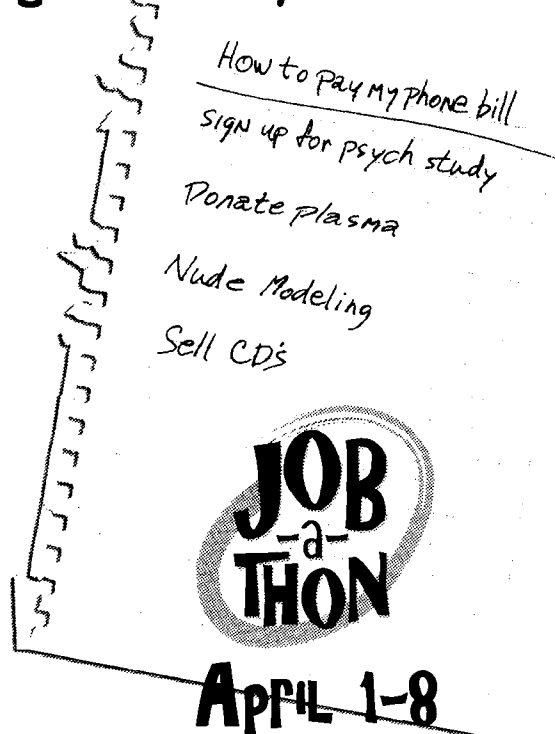 How to pay my phone bill
sign up for psych study
Donate plasma
Nude Modeling
Sell CD's
JOB
-a-
THON
April 1-8